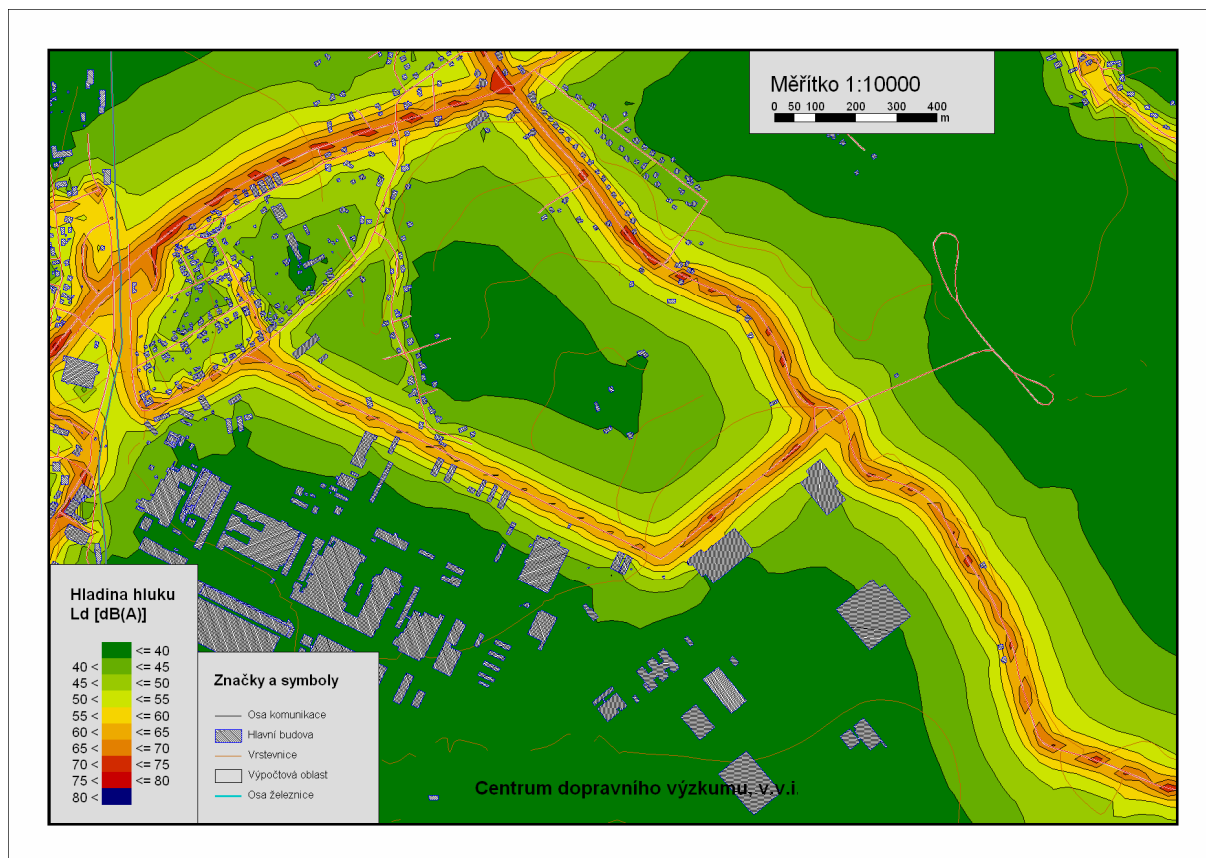 Měřítko 1:10000
0 50 100 200 300 400
m
Hladina hluku
Ld [dB(A)]
<= 40
40 < <= 45
45 < <= 50
50 < <= 55
55 < <= 60
60 < <= 65
65 < <= 70
70 < <= 75
75 < <= 80
80 <
Značky a symboly
Osa komunikace
Hlavní budova
Vrstevnice
Výpočtová oblast
Osa železnice
Centrum dopravního výzkumu, v.v.i